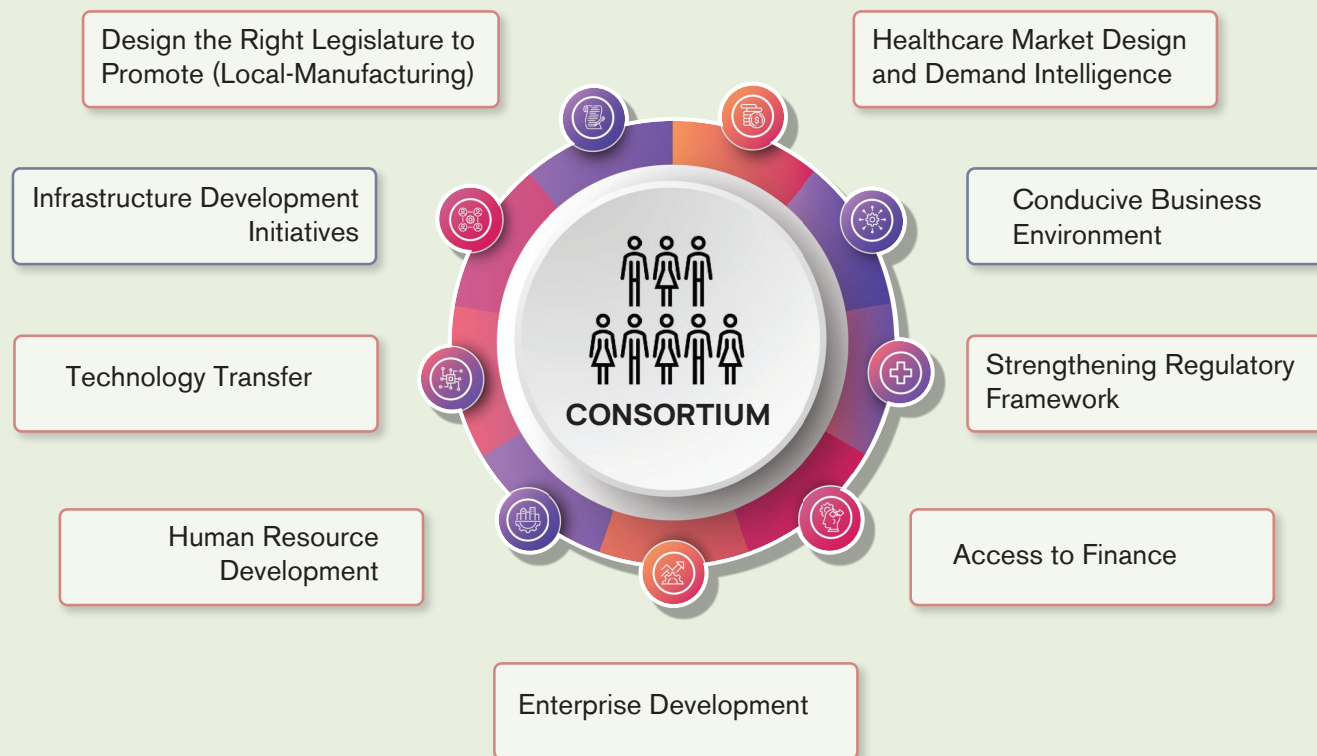 Design the Right Legislature to
Promote (Local-Manufacturing)
Healthcare Market Design
and Demand Intelligence
Infrastructure Development
Initiatives
Conducive Business
Environment
CONSORTIUM
Technology Transfer
Strengthening Regulatory
Framework
Human Resource
Development
Access to Finance
Enterprise Development